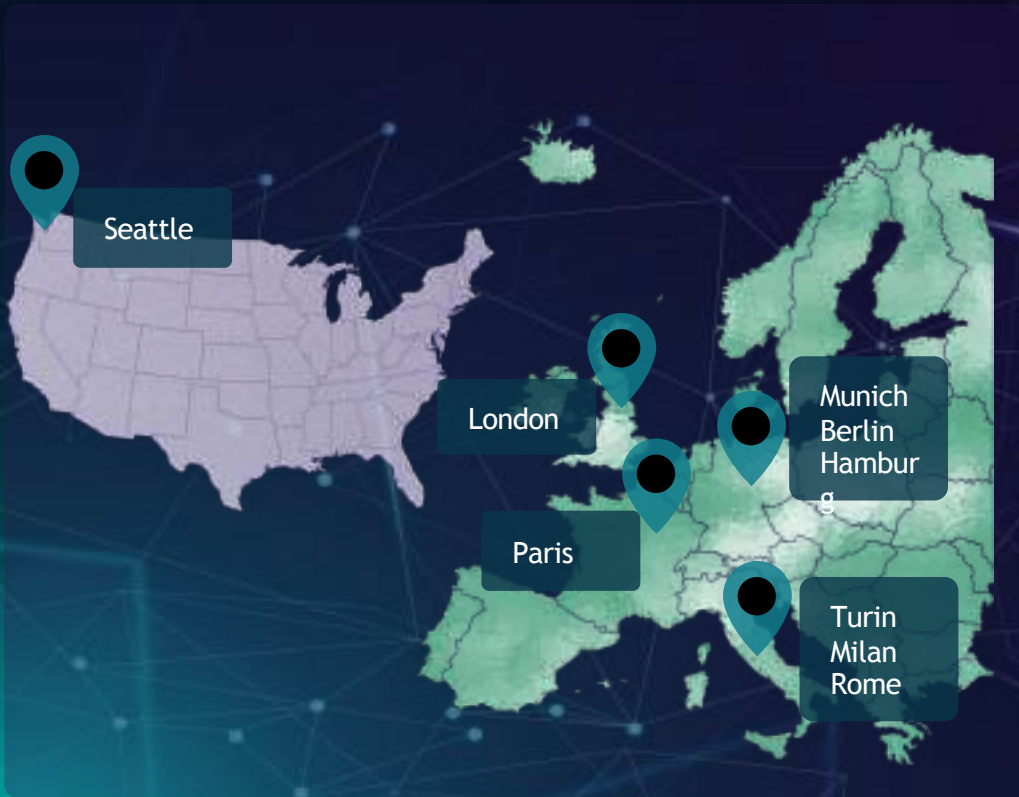 Seattle
London
Munich
Berlin
Hambur
g
Paris
Turin
Milan
Rome